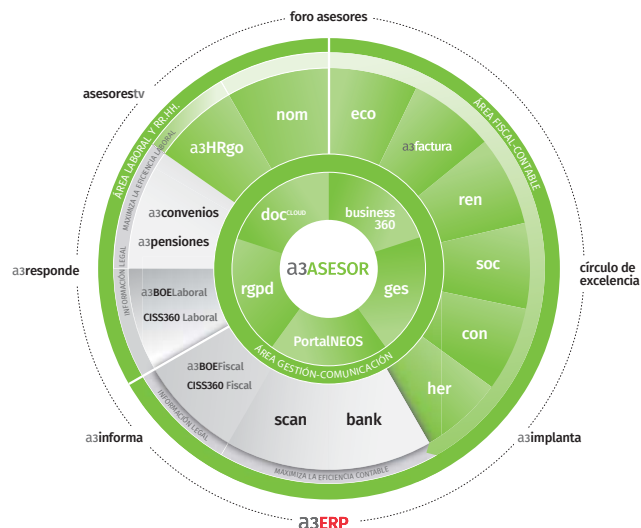 foro asesores
asesorestv
ÁREA LABORAL Y RR.HH.
ÁREA FISCAL-CONTABLE
MAXIMIZA LA EFICIENCIA LABORAL
nom
eco
a3HRgo
a3factura
ren
a3convenios
a3pensiones
docCLOUD
business
360
a3ASESOR
soc
a3responde
círculo de
excelencia
INFORMACIÓN LEGAL
a3BOELaboral
CISS360 Laboral
rgpd
ges
con
PortalNEOS
ÁREA GESTIÓN-COMUNICACIÓN
a3BOEFiscal
CISS360 Fiscal
her
scan
bank
INFORMACIÓN LEGAL
MAXIMIZA LA EFICIENCIA CONTABLE
a3informa
a3implanta
a3ERP